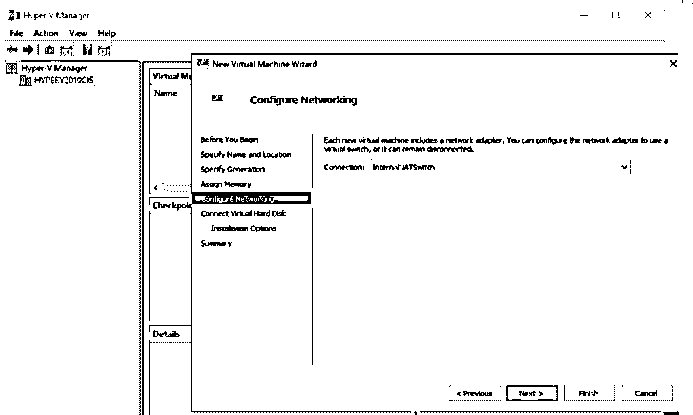 Hyper-V Manager
File Action View Help
Hyper-V Manager
Virtual Ma
Name
Checkpoin
Details
New Virtual Machine Wizard
Configure Networking
Before You Begin
Specify Name and Location
Specify Generation
Assign Memory
Configure Networking
Connect Virtual Hard Disk
Installation Options
Summary
Each new virtual machine includes a network adapter. You can configure the network adapter to use a
virtual switch, or it can remain disconnected.
Connection:
< Previous
Next >
Finish
Cancel